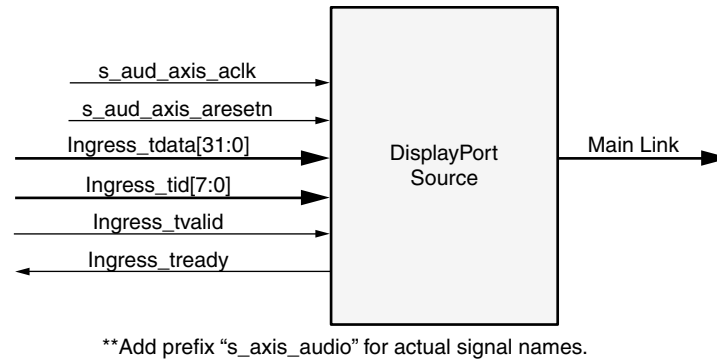 s_aud_axis_aclk
s_aud_axis_aresetn
Ingress_tdata[31:0]
Ingress_tid[7:0]
Ingress_tvalid
Ingress_tready
DisplayPort
Source
Main Link
**Add prefix “s_axis_audio” for actual signal names.